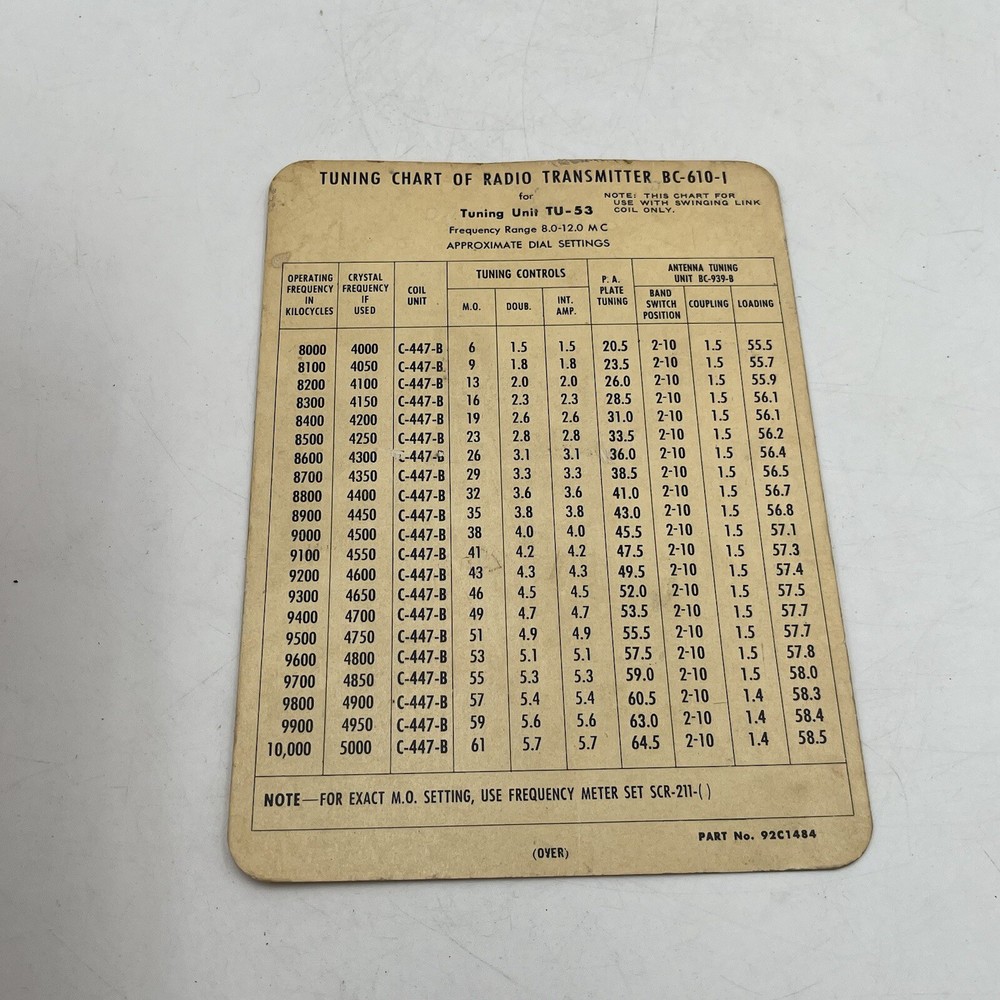 TUNING CHART OF RADIO TRANSMITTER BC-610-I
for
Tuning Unit TU-53
NOTE: THIS CHART FOR
USE WITH SWINGING LINK
COIL ONLY.
Frequency Range 8.0-12.0 M C
APPROXIMATE DIAL SETTINGS
OPERATING FREQUENCY IN KILOCYCLES
CRYSTAL FREQUENCY IF USED
COIL UNIT
TUNING CONTROLS
M.O. DOUB. INT. AMP.
P. A. PLATE TUNING
ANTENNA TUNING UNIT BC-939-B
BAND SWITCH POSITION COUPLING LOADING
8000 4000 C-447-B 6 1.5 1.5 20.5 2-10 1.5 55.5
8100 4050 C-447-B 9 1.8 1.8 23.5 2-10 1.5 55.7
8200 4100 C-447-B 13 2.0 2.0 26.0 2-10 1.5 55.9
8300 4150 C-447-B 16 2.3 2.3 28.5 2-10 1.5 56.1
8400 4200 C-447-B 19 2.6 2.6 31.0 2-10 1.5 56.1
8500 4250 C-447-B 23 2.8 2.8 33.5 2-10 1.5 56.2
8600 4300 C-447-B 26 3.1 3.1 36.0 2-10 1.5 56.4
8700 4350 C-447-B 29 3.3 3.3 38.5 2-10 1.5 56.5
8800 4400 C-447-B 32 3.6 3.6 41.0 2-10 1.5 56.7
8900 4450 C-447-B 35 3.8 3.8 43.0 2-10 1.5 56.8
9000 4500 C-447-B 38 4.0 4.0 45.5 2-10 1.5 57.1
9100 4550 C-447-B 41 4.2 4.2 47.5 2-10 1.5 57.3
9200 4600 C-447-B 43 4.3 4.3 49.5 2-10 1.5 57.4
9300 4650 C-447-B 46 4.5 4.5 52.0 2-10 1.5 57.5
9400 4700 C-447-B 49 4.7 4.7 53.5 2-10 1.5 57.7
9500 4750 C-447-B 51 4.9 4.9 55.5 2-10 1.5 57.7
9600 4800 C-447-B 53 5.1 5.1 57.5 2-10 1.5 57.8
9700 4850 C-447-B 55 5.3 5.3 59.0 2-10 1.5 58.0
9800 4900 C-447-B 57 5.4 5.4 60.5 2-10 1.4 58.3
9900 4950 C-447-B 59 5.6 5.6 63.0 2-10 1.4 58.4
10,000 5000 C-447-B 61 5.7 5.7 64.5 2-10 1.4 58.5
NOTE—FOR EXACT M.O. SETTING, USE FREQUENCY METER SET SCR-211-( )
PART No. 92C1484
(OVER)